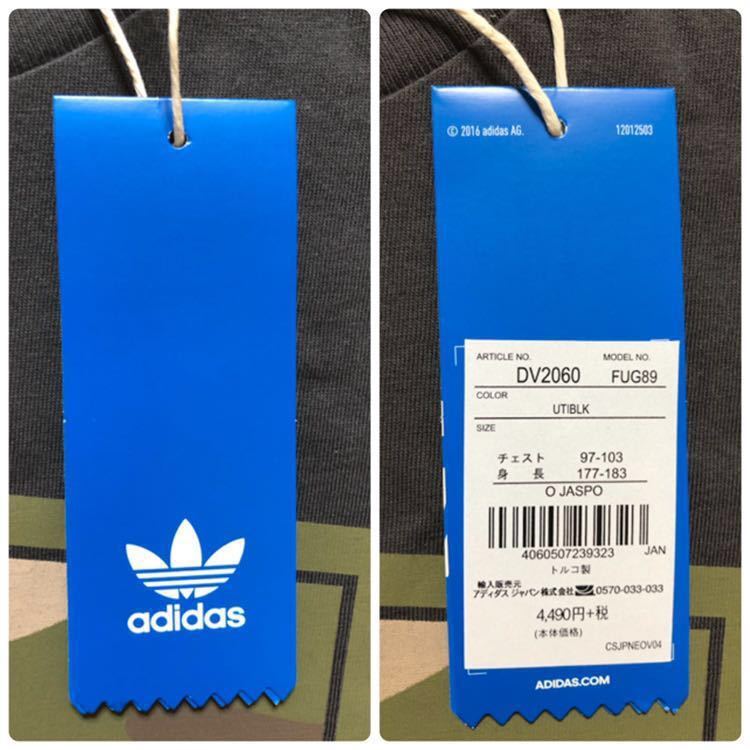 adidas
© 2016 adidas AG. 12012503
ARTICLE NO. MODEL NO.
DV2060 FUG89
COLOR
UTIBLK
SIZE
チェスト 97-103
身 長 177-183
O JASPO
4060507239323 JAN
トルコ製
輸入販売元
アディダス ジャパン株式会社 0570-033-033
4,490円+税
(本体価格)
CSJPNEOV04
ADIDAS.COM